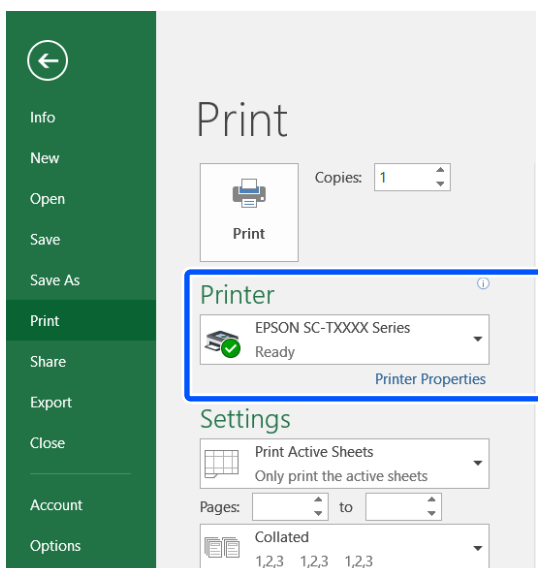 Info
New
Open
Save
Save As
Print
Share
Export
Close
Account
Options
Print
Copies: 1
Print
Printer
EPSON SC-TXXXX Series
Ready
Printer Properties
Settings
Print Active Sheets
Only print the active sheets
Pages: to
Collated
1,2,3 1,2,3 1,2,3